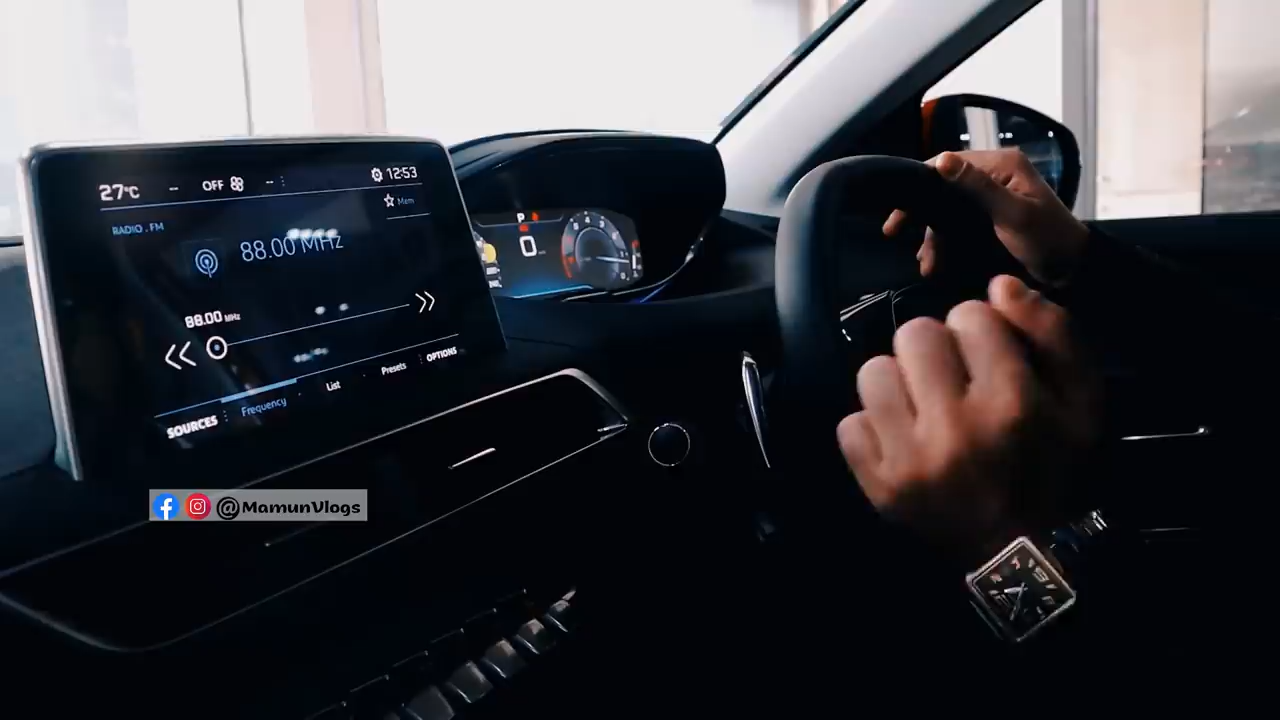 27°C -- OFF --
12:53
Mem
RADIO . FM
88.00 MHz
88.00 MHz
SOURCES
Frequency
List
Presets
OPTIONS
P
0
@MamunVlogs